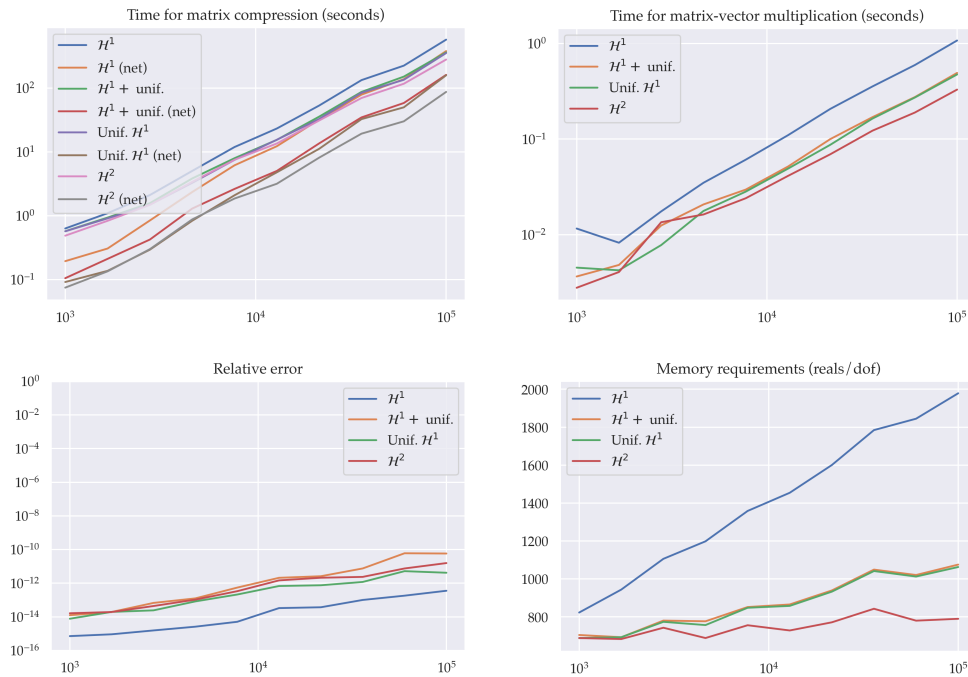 Time for matrix compression (seconds)
ℋ¹
ℋ¹ (net)
ℋ¹ + unif.
ℋ¹ + unif. (net)
Unif. ℋ¹
Unif. ℋ¹ (net)
ℋ²
ℋ² (net)
10²
10¹
10⁰
10⁻¹
10³
10⁴
10⁵
Time for matrix-vector multiplication (seconds)
ℋ¹
ℋ¹ + unif.
Unif. ℋ¹
ℋ²
10⁰
10⁻¹
10⁻²
10³
10⁴
10⁵
Relative error
ℋ¹
ℋ¹ + unif.
Unif. ℋ¹
ℋ²
10⁰
10⁻²
10⁻⁴
10⁻⁶
10⁻⁸
10⁻¹⁰
10⁻¹²
10⁻¹⁴
10⁻¹⁶
10³
10⁴
10⁵
Memory requirements (reals/dof)
ℋ¹
ℋ¹ + unif.
Unif. ℋ¹
ℋ²
2000
1800
1600
1400
1200
1000
800
10³
10⁴
10⁵